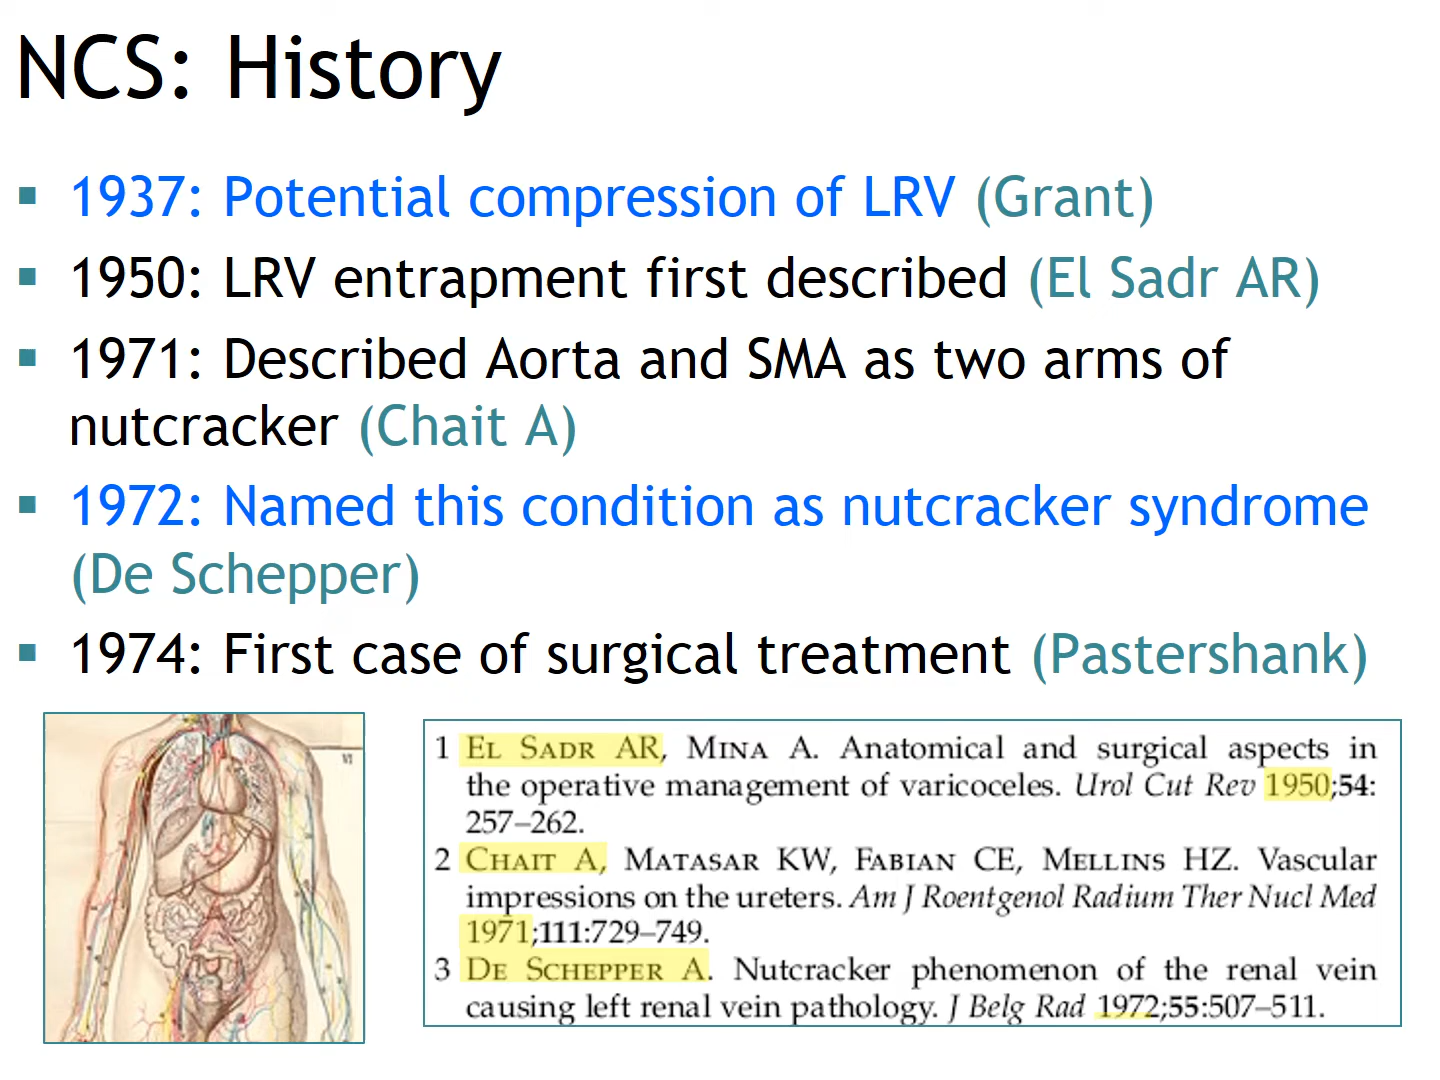 NCS: History
▪ 1937: Potential compression of LRV (Grant)
▪ 1950: LRV entrapment first described (El Sadr AR)
▪ 1971: Described Aorta and SMA as two arms of
nutcracker (Chait A)
▪ 1972: Named this condition as nutcracker syndrome
(De Schepper)
▪ 1974: First case of surgical treatment (Pastershank)
VI
1 EL SADR AR, MINA A. Anatomical and surgical aspects in
the operative management of varicoceles. Urol Cut Rev 1950;54:
257–262.
2 CHAIT A, MATASAR KW, FABIAN CE, MELLINS HZ. Vascular
impressions on the ureters. Am J Roentgenol Radium Ther Nucl Med
1971;111:729–749.
3 DE SCHEPPER A. Nutcracker phenomenon of the renal vein
causing left renal vein pathology. J Belg Rad 1972;55:507–511.